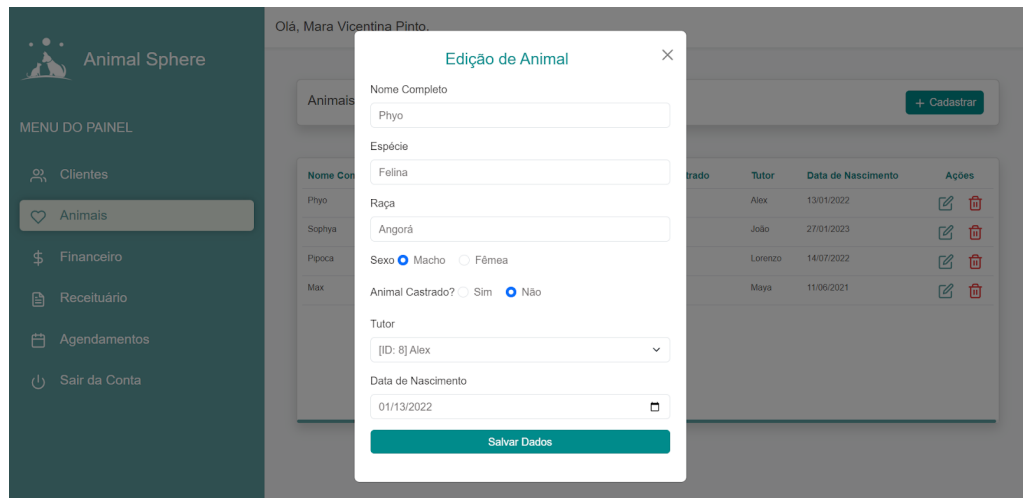 Olá, Mara Vicentina Pinto.
Animal Sphere
MENU DO PAINEL
Clientes
Animais
Financeiro
Receituário
Agendamentos
Sair da Conta
Animais
+ Cadastrar
Nome Con trado Tutor Data de Nascimento Ações
Phyo Alex 13/01/2022
Sophya João 27/01/2023
Pipoca Lorenzo 14/07/2022
Max Maya 11/06/2021
Edição de Animal
Nome Completo
Phyo
Espécie
Felina
Raça
Angorá
Sexo Macho Fêmea
Animal Castrado? Sim Não
Tutor
[ID: 8] Alex
Data de Nascimento
01/13/2022
Salvar Dados